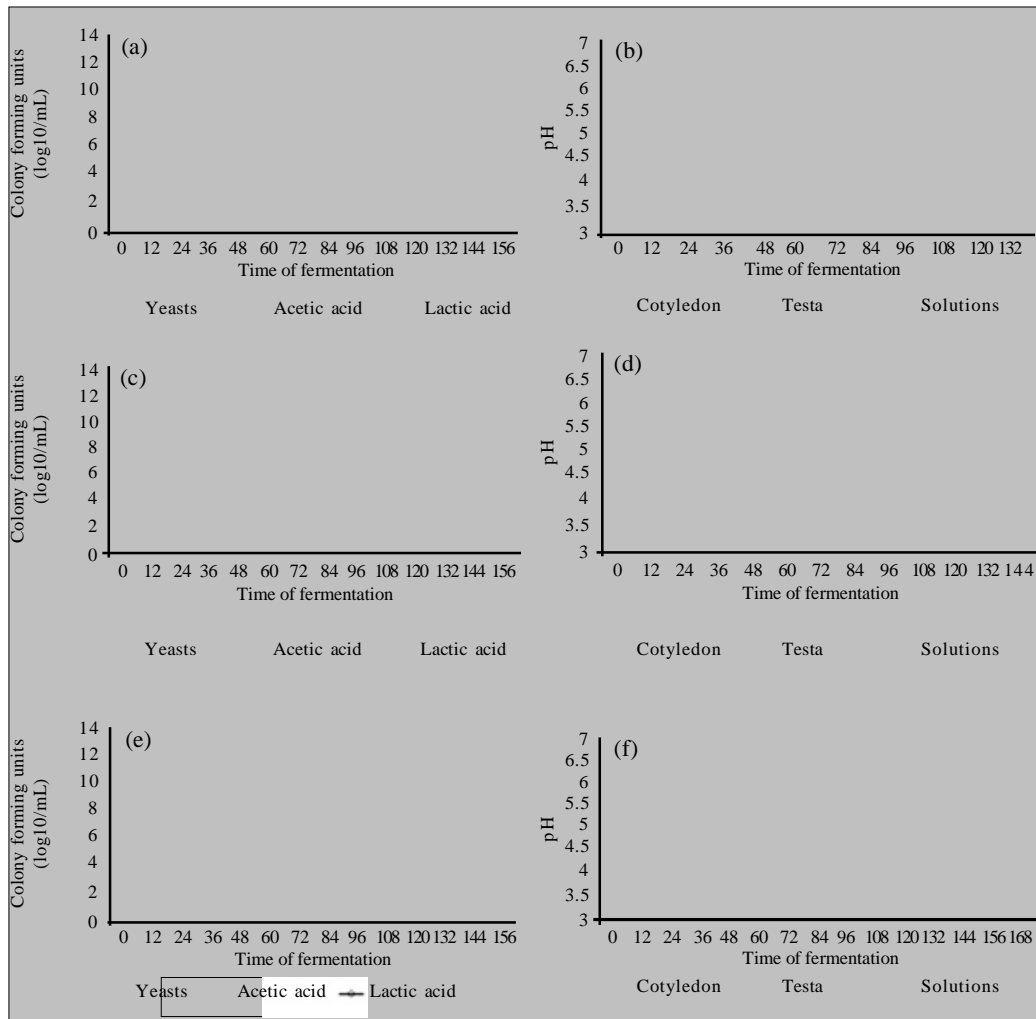 Colony forming units
(log10/mL)
14
12
10
8
6
4
2
0
(a)
0 12 24 36 48 60 72 84 96 108 120 132 144 156
Time of fermentation
Yeasts Acetic acid Lactic acid
pH
7
6.5
6
5.5
5
4.5
4
3.5
3
(b)
0 12 24 36 48 60 72 84 96 108 120 132
Time of fermentation
Cotyledon Testa Solutions
Colony forming units
(log10/mL)
14
12
10
8
6
4
2
0
(c)
0 12 24 36 48 60 72 84 96 108 120 132 144 156
Time of fermentation
Yeasts Acetic acid Lactic acid
pH
7
6.5
6
5.5
5
4.5
4
3.5
3
(d)
0 12 24 36 48 60 72 84 96 108 120 132 144
Time of fermentation
Cotyledon Testa Solutions
Colony forming units
(log10/mL)
14
12
10
8
6
4
2
0
(e)
0 12 24 36 48 60 72 84 96 108 120 132 144 156
Time of fermentation
Yeasts Acetic acid Lactic acid
pH
7
6.5
6
5.5
5
4.5
4
3.5
3
(f)
0 12 24 36 48 60 72 84 96 108 120 132 144 156 168
Time of fermentation
Cotyledon Testa Solutions